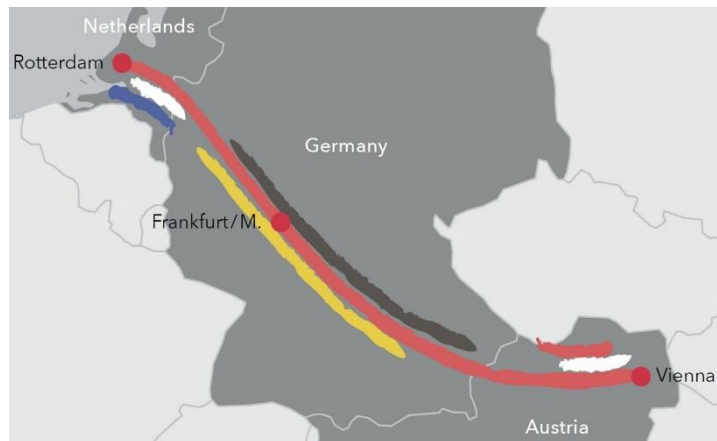 Netherlands
Rotterdam
Germany
Frankfurt/M.
Vienna
Austria